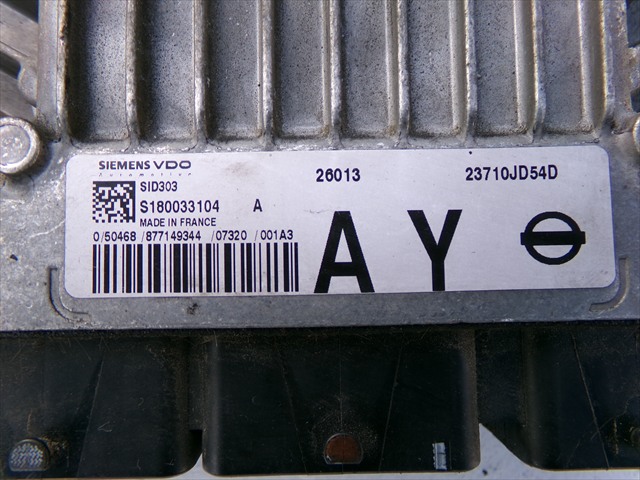 SIEMENS VDO
Automotive
SID303
S180033104 A
MADE IN FRANCE
0/50468 /877149344 /07320 /001A3
26013
23710JD54D
A Y